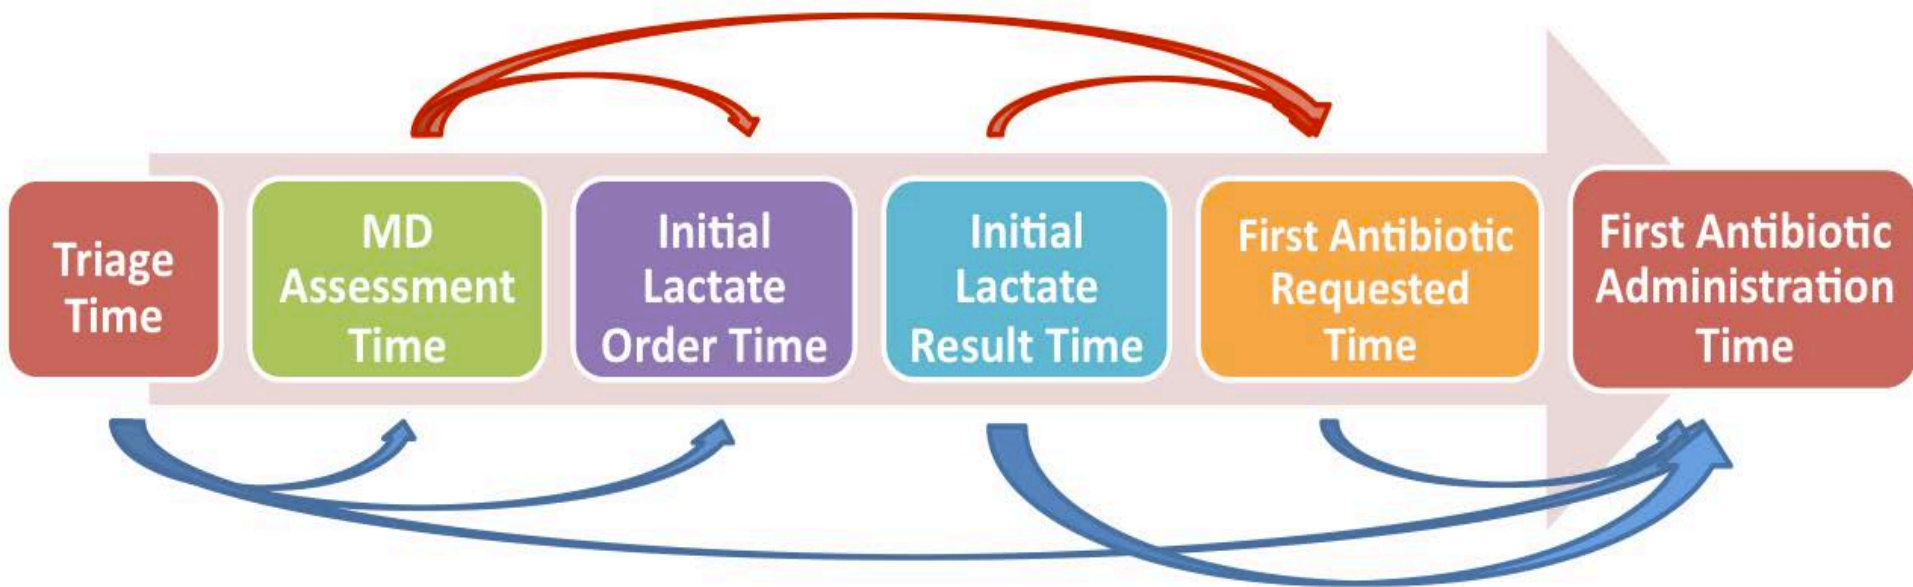 Triage
Time
MD
Assessment
Time
Initial
Lactate
Order Time
Initial
Lactate
Result Time
First Antibiotic
Requested
Time
First Antibiotic
Administration
Time